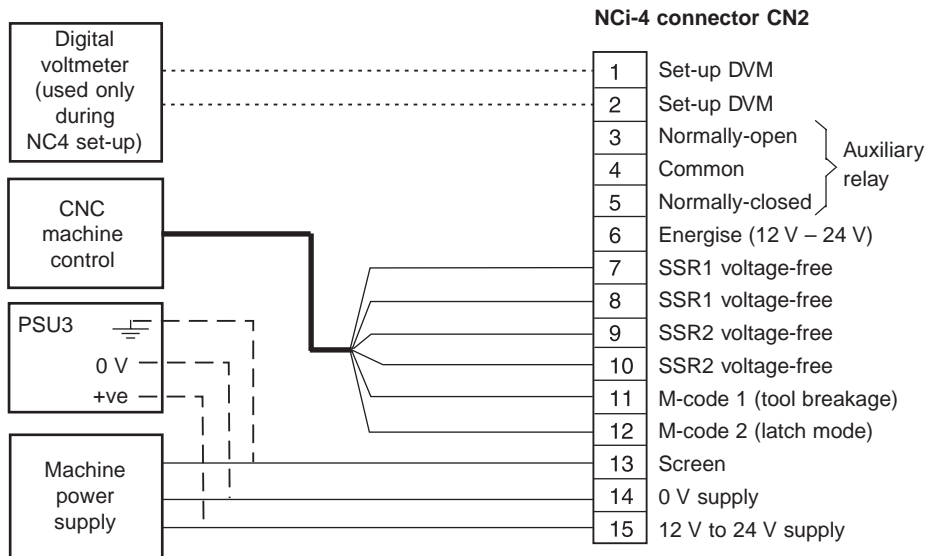 NCi-4 connector CN2
Digital
voltmeter
(used only
during
NC4 set-up)
CNC
machine
control
PSU3
0 V
+ve
Machine
power
supply
1 Set-up DVM
2 Set-up DVM
3 Normally-open
4 Common
5 Normally-closed
Auxiliary
relay
6 Energise (12 V – 24 V)
7 SSR1 voltage-free
8 SSR1 voltage-free
9 SSR2 voltage-free
10 SSR2 voltage-free
11 M-code 1 (tool breakage)
12 M-code 2 (latch mode)
13 Screen
14 0 V supply
15 12 V to 24 V supply